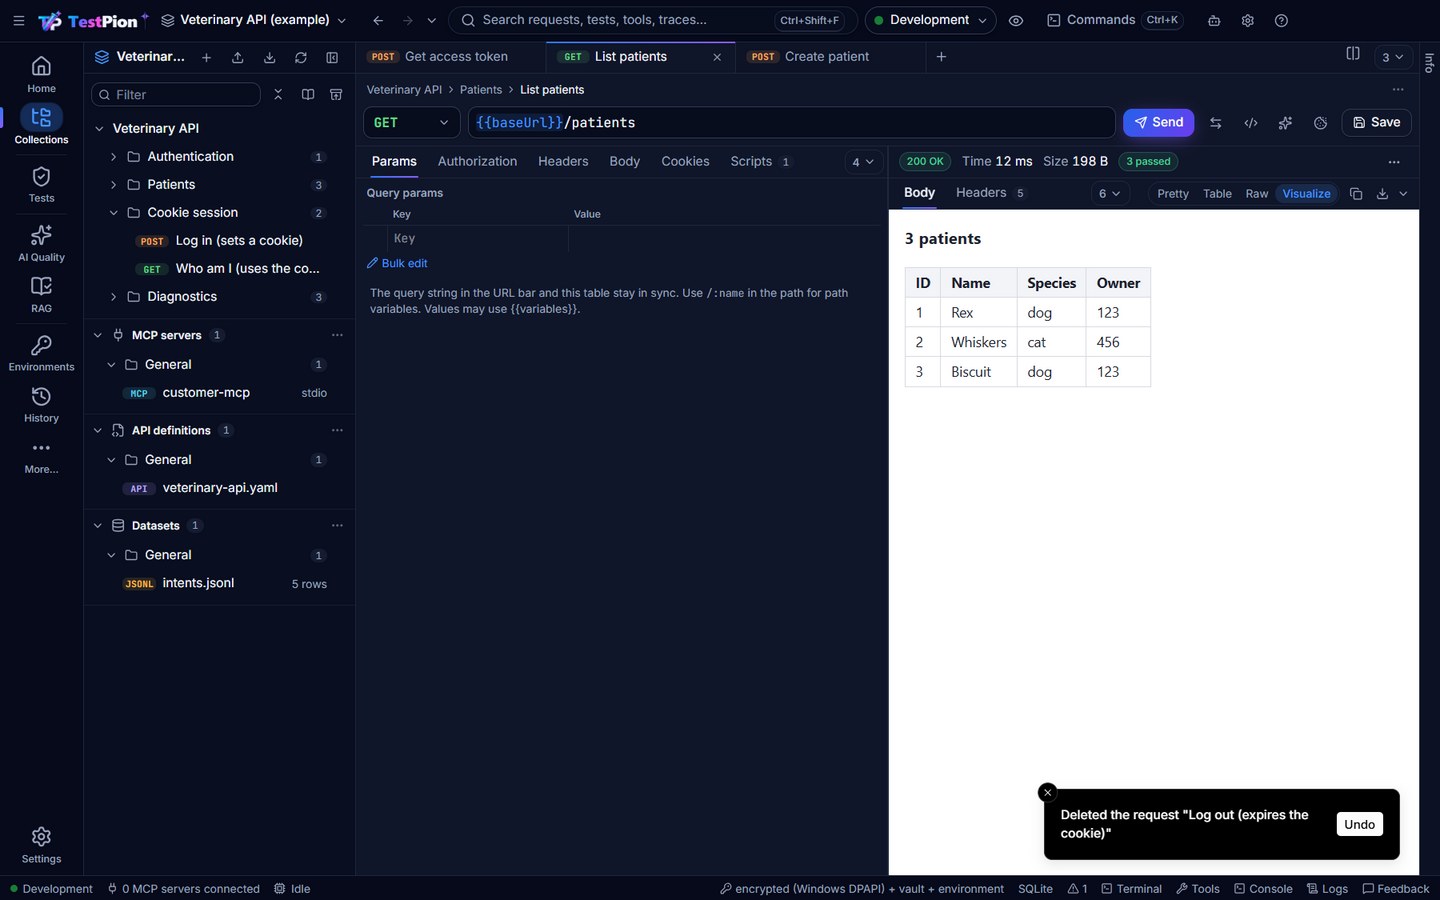 TestPion
Veterinary API (example)
Search requests, tests, tools, traces...
Ctrl+Shift+F
Development
Commands
Ctrl+K
Home
Collections
Tests
AI Quality
RAG
Environments
History
More...
Settings
Veterinar...
Filter
Veterinary API
Authentication 1
Patients 3
Cookie session 2
POST Log in (sets a cookie)
GET Who am I (uses the co...
Diagnostics 3
MCP servers 1
General 1
MCP customer-mcp stdio
API definitions 1
General 1
API veterinary-api.yaml
Datasets 1
General 1
JSONL intents.jsonl 5 rows
POST Get access token
GET List patients
POST Create patient
3
Info
Veterinary API > Patients > List patients
GET
{{baseUrl}}/patients
Send
Save
Params Authorization Headers Body Cookies Scripts 1 4
Query params
Key Value
Key
Bulk edit
The query string in the URL bar and this table stay in sync. Use /:name in the path for path
variables. Values may use {{variables}}.
200 OK Time 12 ms Size 198 B 3 passed
Body Headers 5 6 Pretty Table Raw Visualize
3 patients
ID Name Species Owner
1 Rex dog 123
2 Whiskers cat 456
3 Biscuit dog 123
Deleted the request "Log out (expires the
cookie)"
Undo
Development 0 MCP servers connected Idle
encrypted (Windows DPAPI) + vault + environment SQLite 1 Terminal Tools Console Logs Feedback